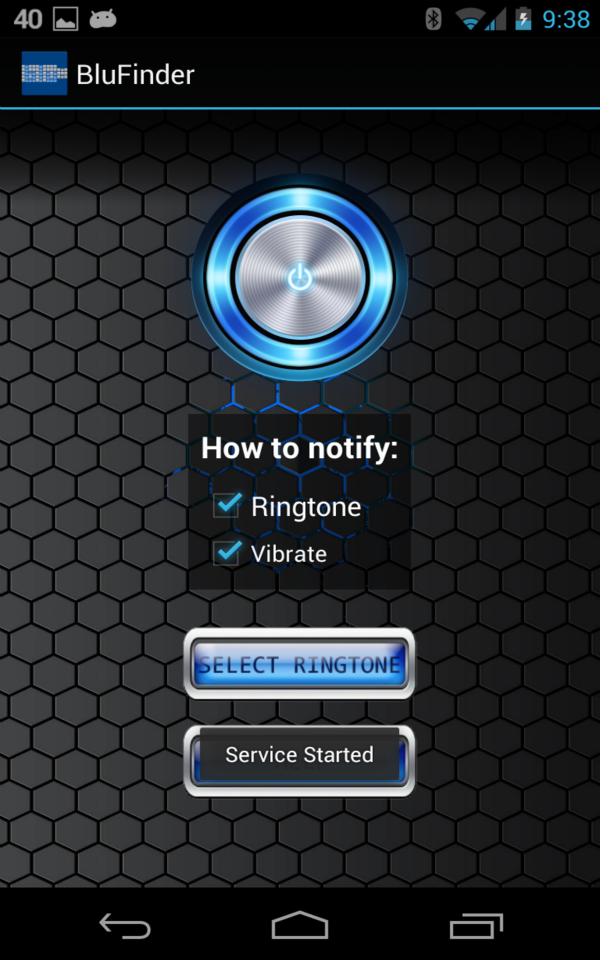 40
9:38
BluFinder
How to notify:
Ringtone
Vibrate
SELECT RINGTONE
Service Started